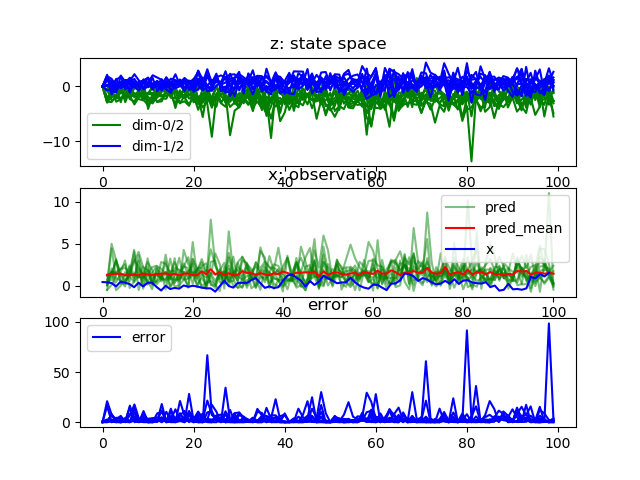 z: state space
0
−10
dim-0/2
dim-1/2
0 20 40 60 80 100
x: observation
10
5
0
pred
pred_mean
x
0 20 40 60 80 100
error
100
50
0
error
0 20 40 60 80 100